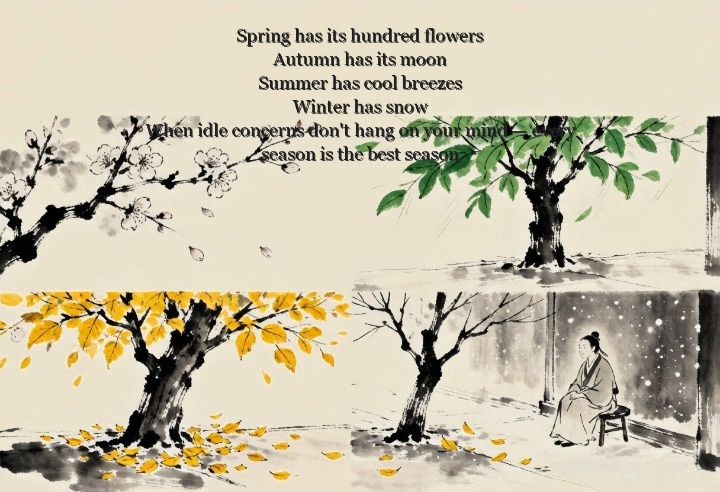 Spring has its hundred flowers
Autumn has its moon
Summer has cool breezes
Winter has snow
When idle concerns don't hang on your mind every
season is the best season